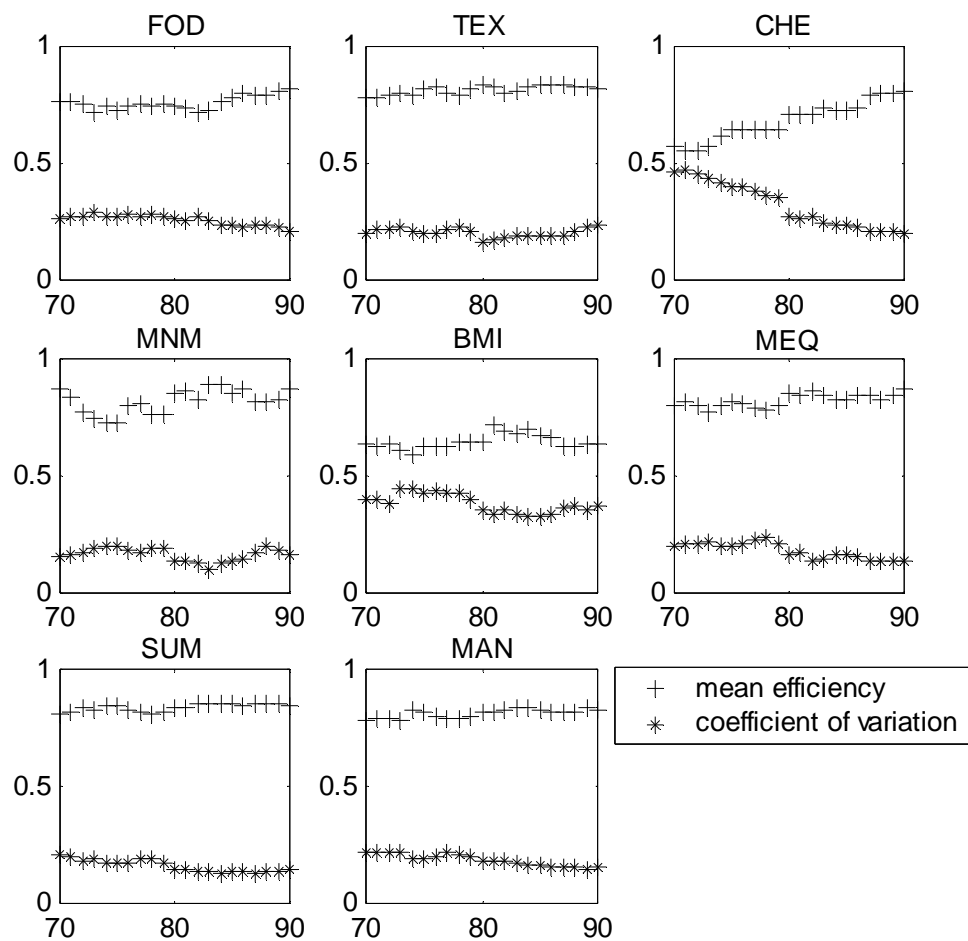 FOD TEX CHE
1 1 1
0.5 0.5 0.5
0 0 0
70 80 90 70 80 90 70 80 90
MNM BMI MEQ
1 1 1
0.5 0.5 0.5
0 0 0
70 80 90 70 80 90 70 80 90
SUM MAN
1 1
mean efficiency
coefficient of variation
0.5 0.5
0 0
70 80 90 70 80 90